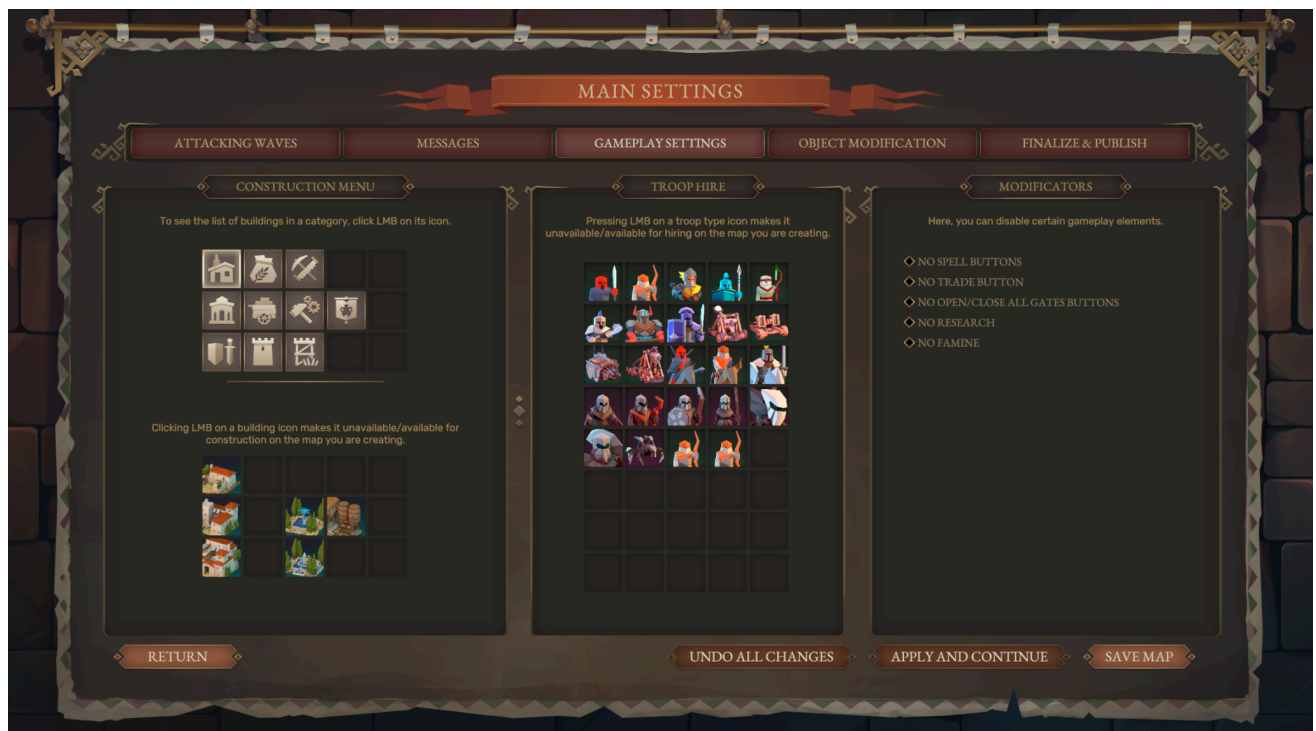 MAIN SETTINGS
ATTACKING WAVES
MESSAGES
GAMEPLAY SETTINGS
OBJECT MODIFICATION
FINALIZE & PUBLISH
CONSTRUCTION MENU
To see the list of buildings in a category, click LMB on its icon.
Clicking LMB on a building icon makes it unavailable/available for
construction on the map you are creating.
TROOP HIRE
Pressing LMB on a troop type icon makes it
unavailable/available for hiring on the map you are creating.
MODIFICATORS
Here, you can disable certain gameplay elements.
NO SPELL BUTTONS
NO TRADE BUTTON
NO OPEN/CLOSE ALL GATES BUTTONS
NO RESEARCH
NO FAMINE
RETURN
UNDO ALL CHANGES
APPLY AND CONTINUE
SAVE MAP